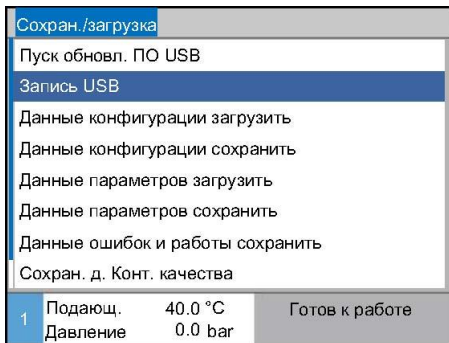 Сохран./загрузка
Пуск обновл. ПО USB
Запись USB
Данные конфигурации загрузить
Данные конфигурации сохранить
Данные параметров загрузить
Данные параметров сохранить
Данные ошибок и работы сохранить
Сохран. д. Конт. качества
1 Подающ. 40.0 °C Готов к работе
Давление 0.0 bar